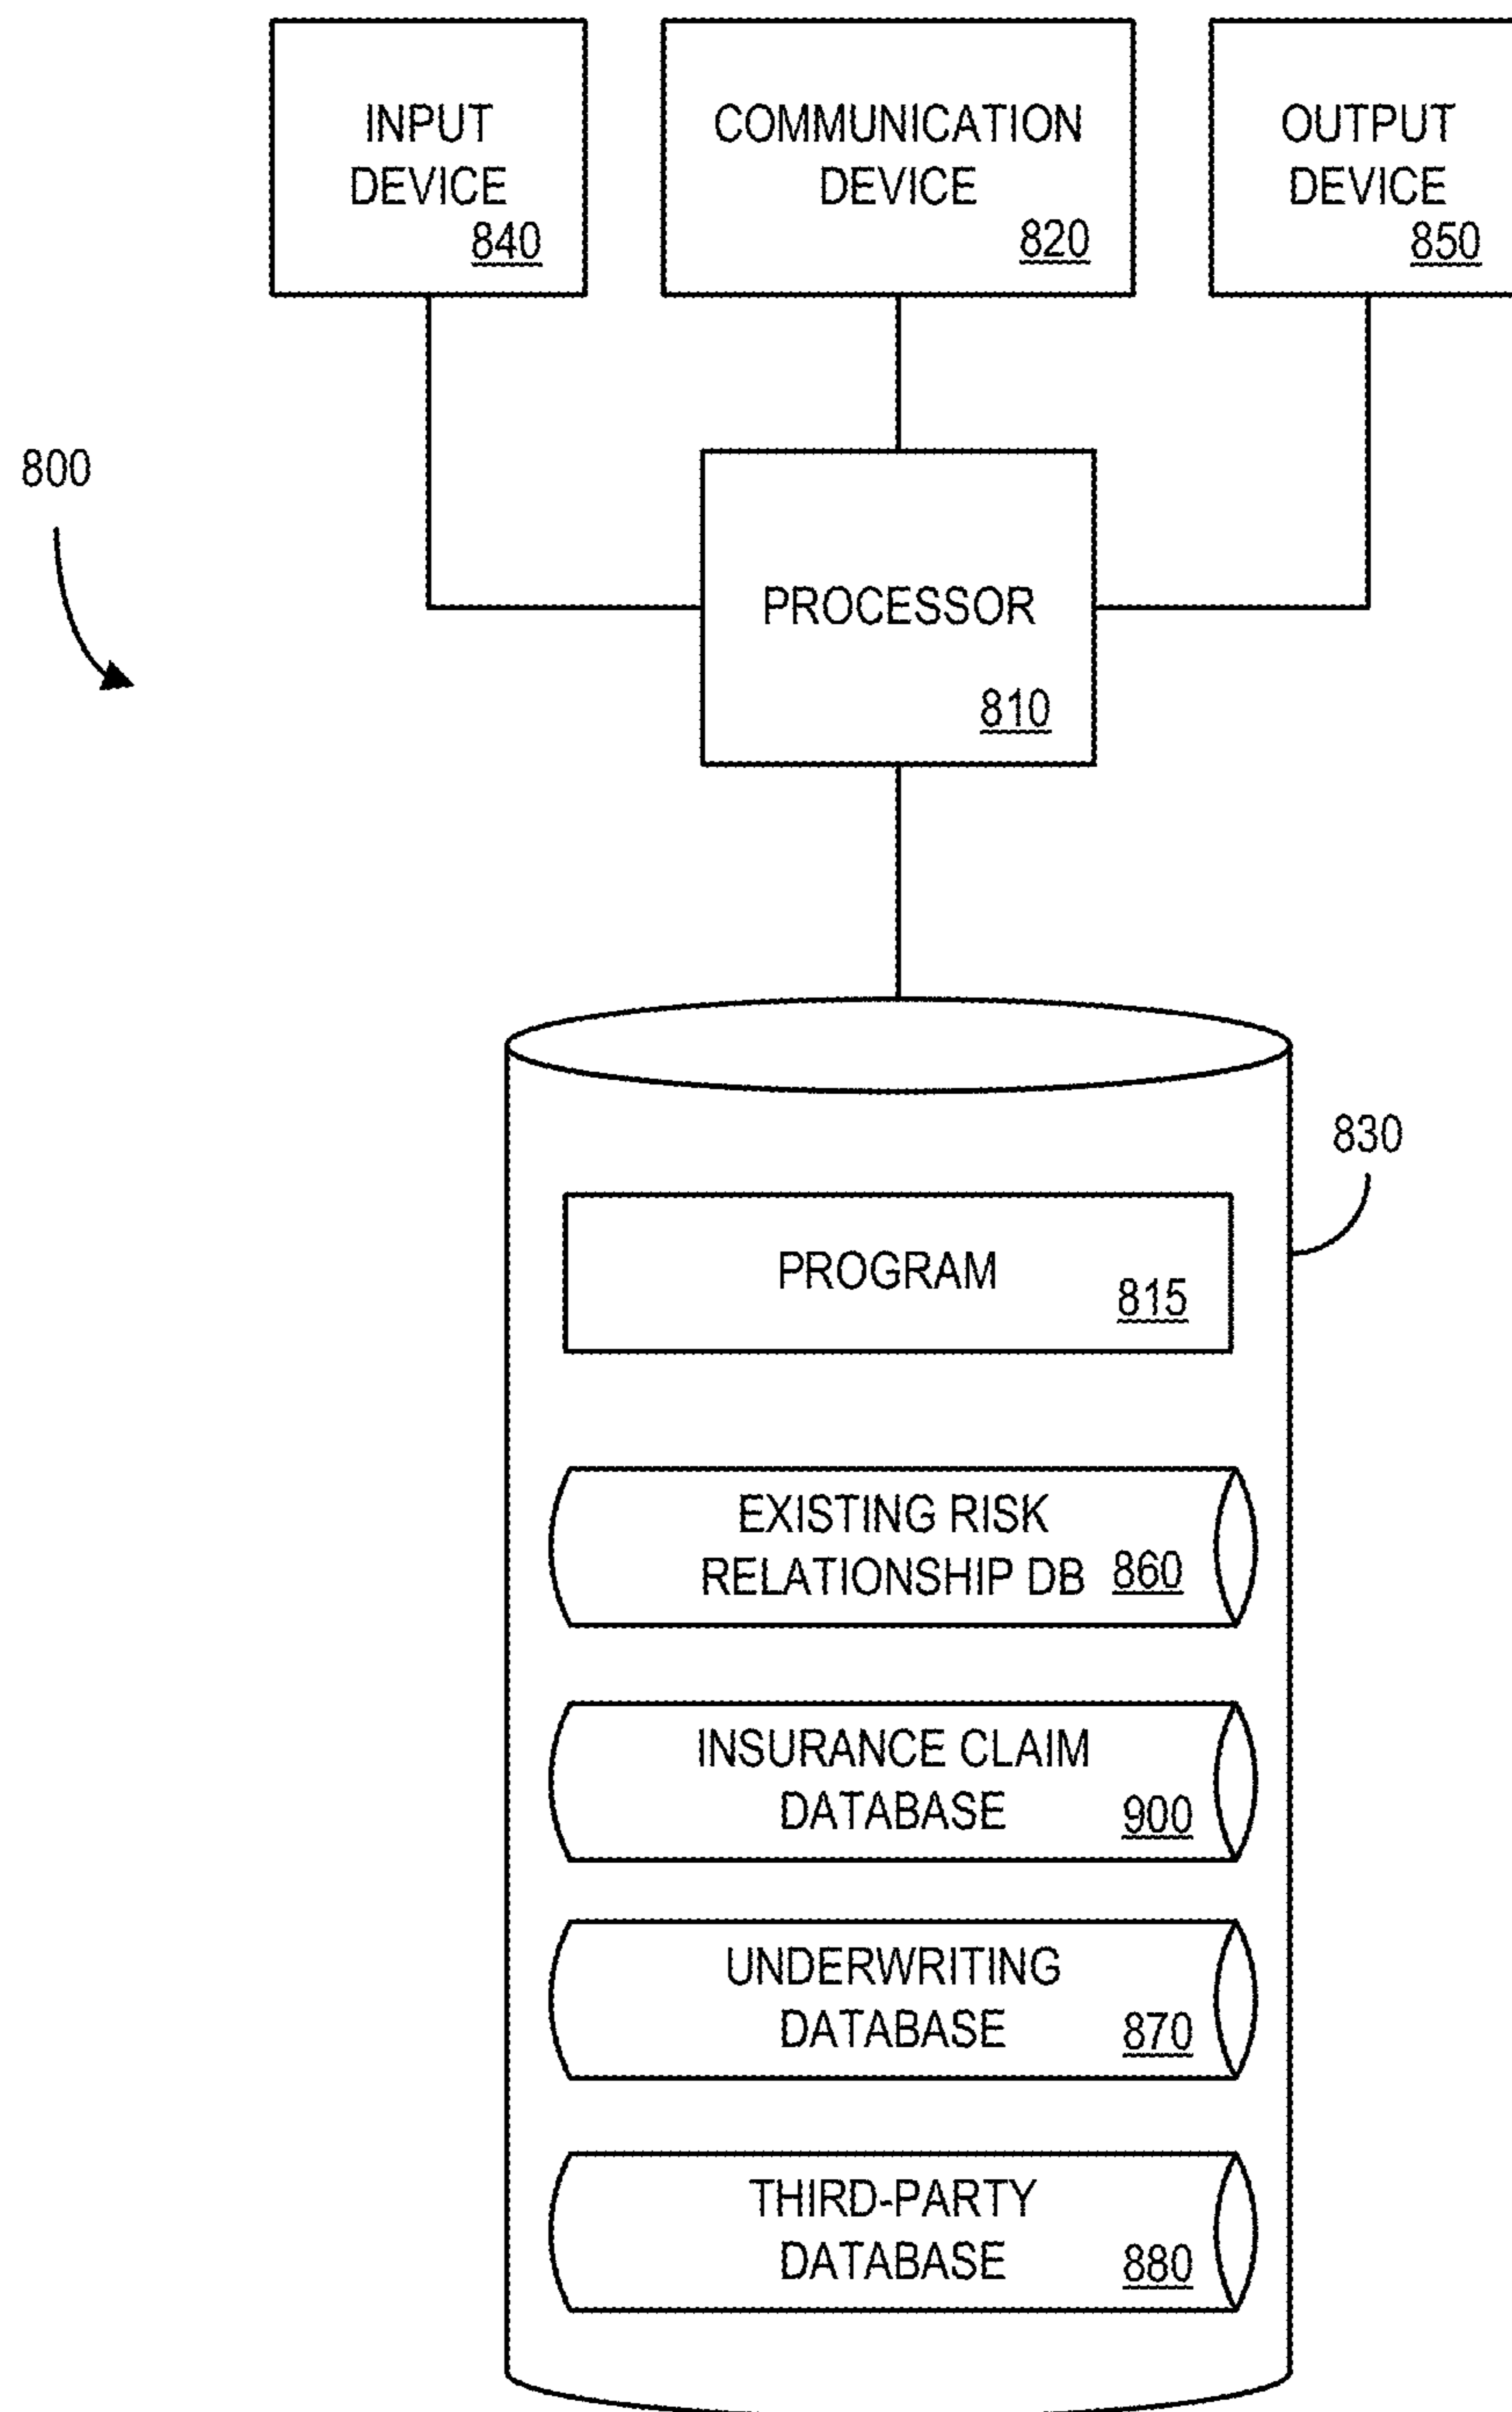 INPUT
DEVICE
840
COMMUNICATION
DEVICE
820
OUTPUT
DEVICE
850
800
PROCESSOR
810
830
PROGRAM
815
EXISTING RISK
RELATIONSHIP DB 860
INSURANCE CLAIM
DATABASE
900
UNDERWRITING
DATABASE
870
THIRD-PARTY
DATABASE
880